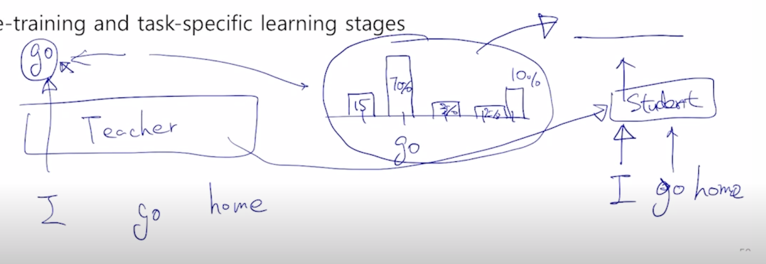 e-training and task-specific learning stages
go
15
70%
3%
2%
10%
go
Teacher
Student
I go home
I go home